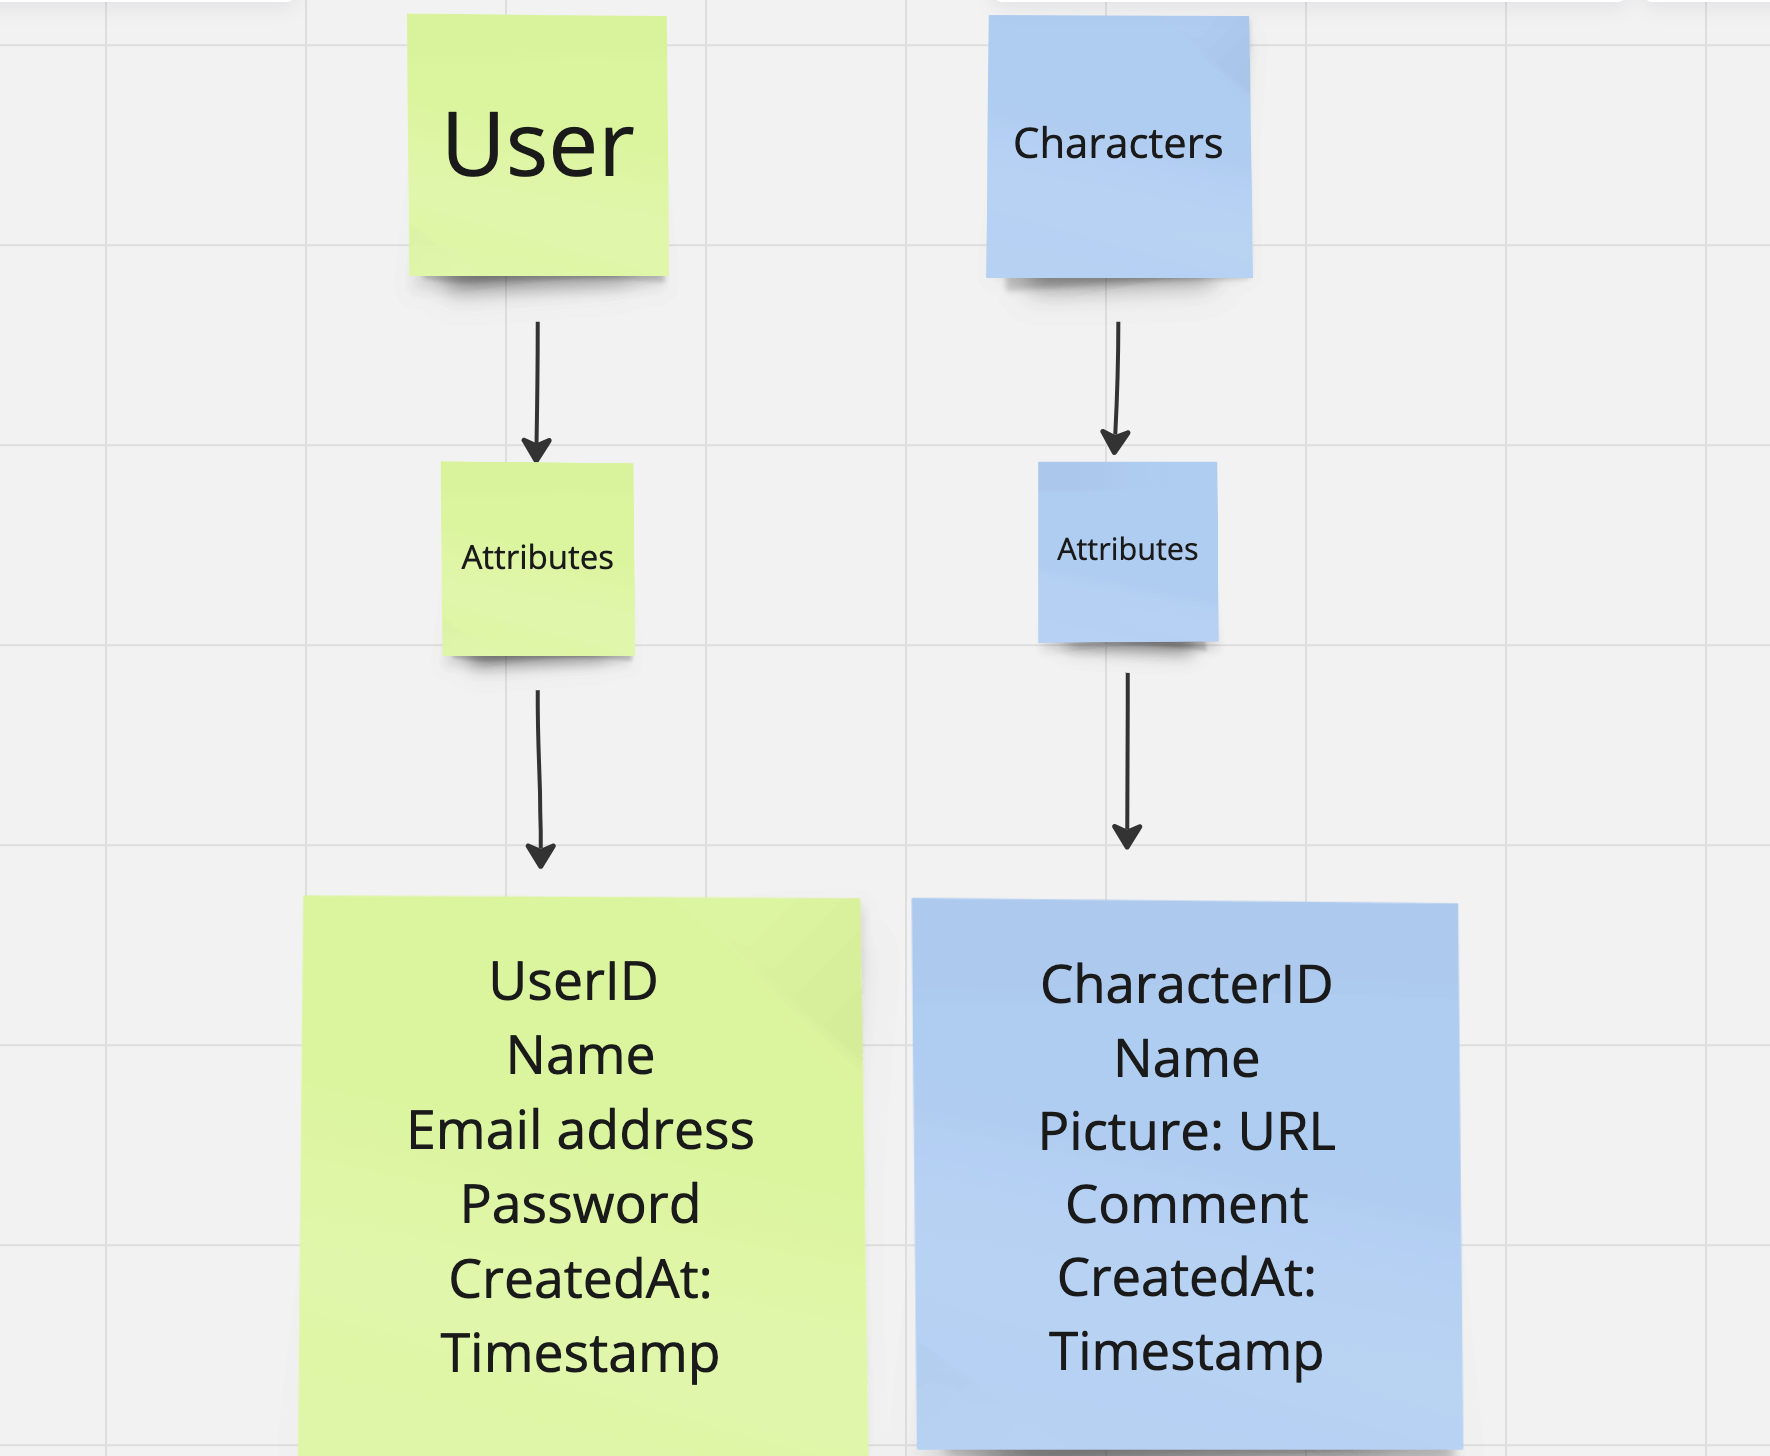 User
Attributes
UserID
Name
Email address
Password
CreatedAt:
Timestamp
Characters
Attributes
CharacterID
Name
Picture: URL
Comment
CreatedAt:
Timestamp